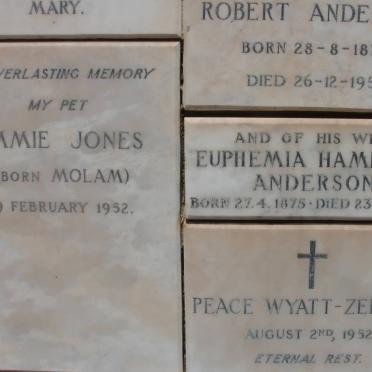 MARY.
VERLASTING MEMORY
MY PET
MMIE JONES
BORN MOLAM)
) FEBRUARY 1952.
ROBERT ANDE
BORN 28-8-18
DIED 26-12-195
AND OF HIS W
EUPHEMIA HAM
ANDERSON
BORN 27.4.1875 · DIED 23
PEACE WYATT-ZE
AUGUST 2ND, 1952
ETERNAL REST.